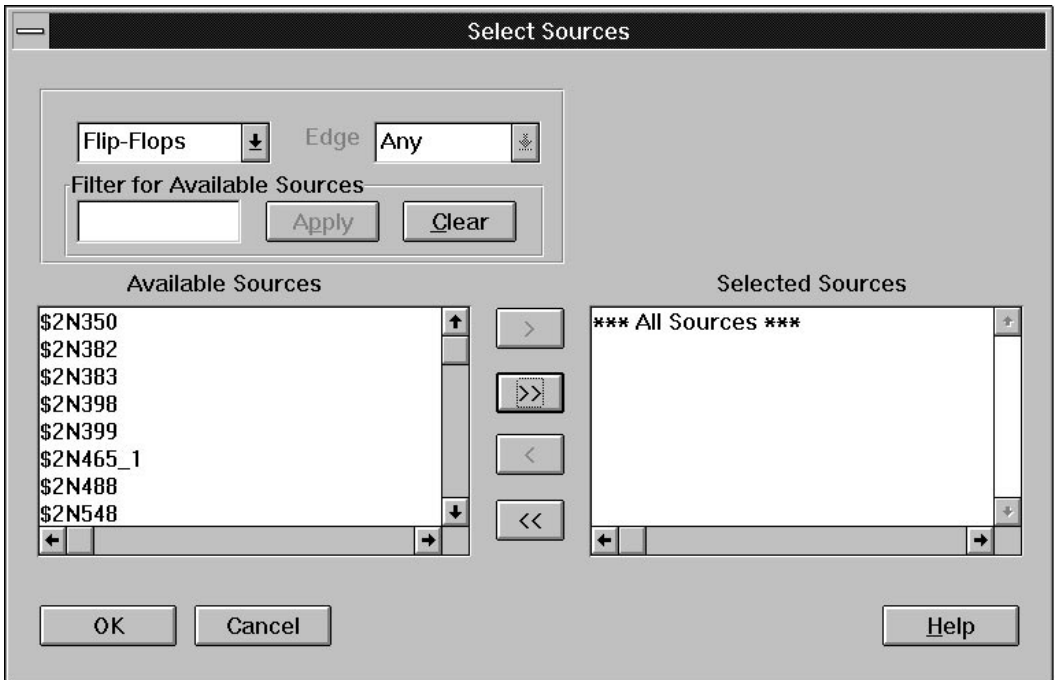 Select Sources
Flip-Flops Edge Any
Filter for Available Sources
Apply Clear
Available Sources Selected Sources
$2N350
$2N382
$2N383
$2N398
$2N399
$2N465_1
$2N488
$2N548
>
>>
<
<<
*** All Sources ***
OK Cancel Help